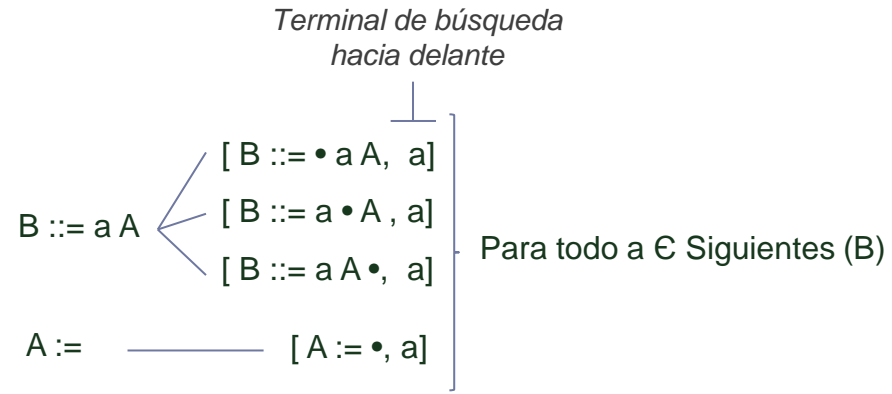 Terminal de búsqueda
hacia delante
[ B ::= • a A, a]
B ::= a A
[ B ::= a • A , a]
[ B ::= a A •, a]
Para todo a Є Siguientes (B)
A :=
[ A := •, a]